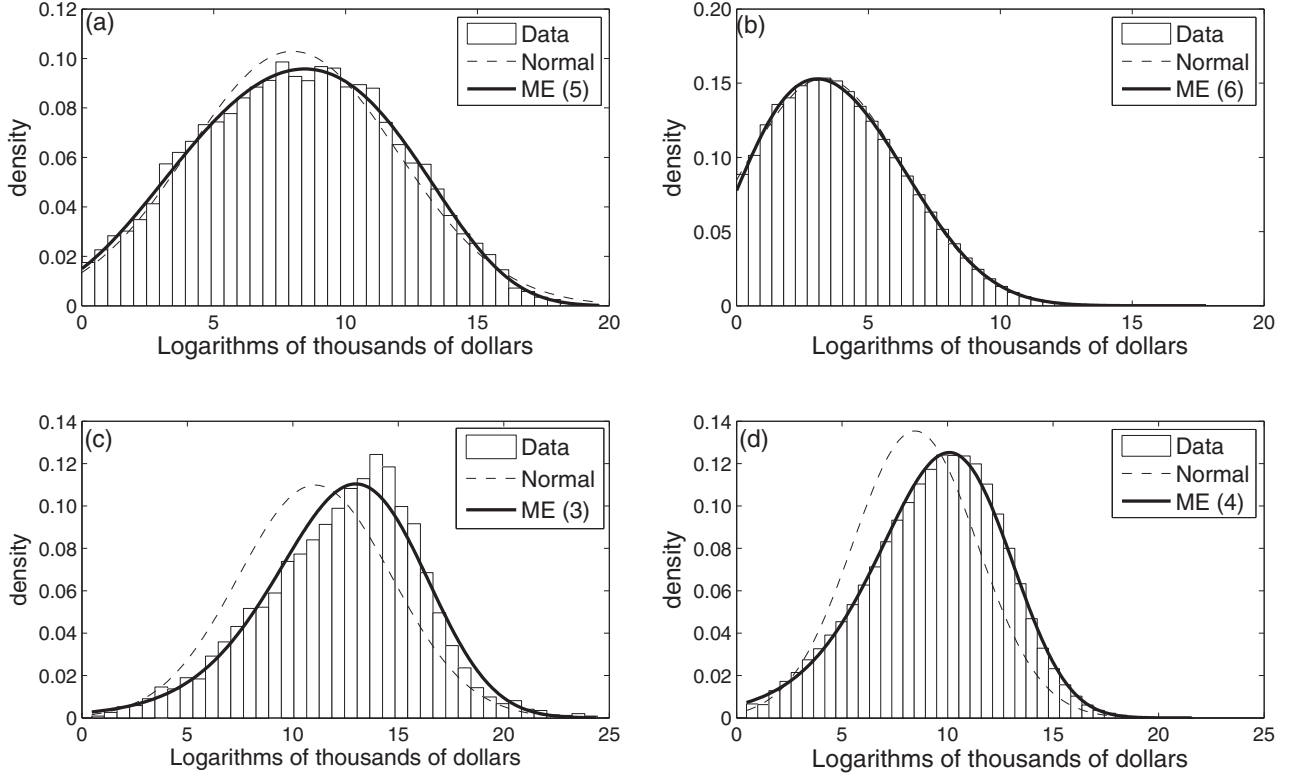 (a)
0.12
0.10
0.08
0.06
0.04
0.02
0
density
Data
Normal
ME (5)
0 5 10 15 20
Logarithms of thousands of dollars
(b)
0.20
0.15
0.10
0.05
0
density
Data
Normal
ME (6)
0 5 10 15 20
Logarithms of thousands of dollars
(c)
0.14
0.12
0.10
0.08
0.06
0.04
0.02
0
density
Data
Normal
ME (3)
0 5 10 15 20 25
Logarithms of thousands of dollars
(d)
0.14
0.12
0.10
0.08
0.06
0.04
0.02
0
density
Data
Normal
ME (4)
0 5 10 15 20 25
Logarithms of thousands of dollars